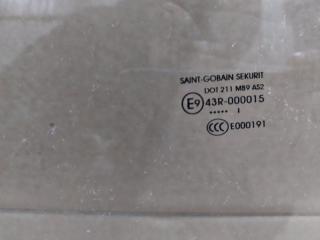 SAINT-GOBAIN SEKURIT
DOT 211 M89 AS2
E9 43R-000015
..... I
CCC E000191